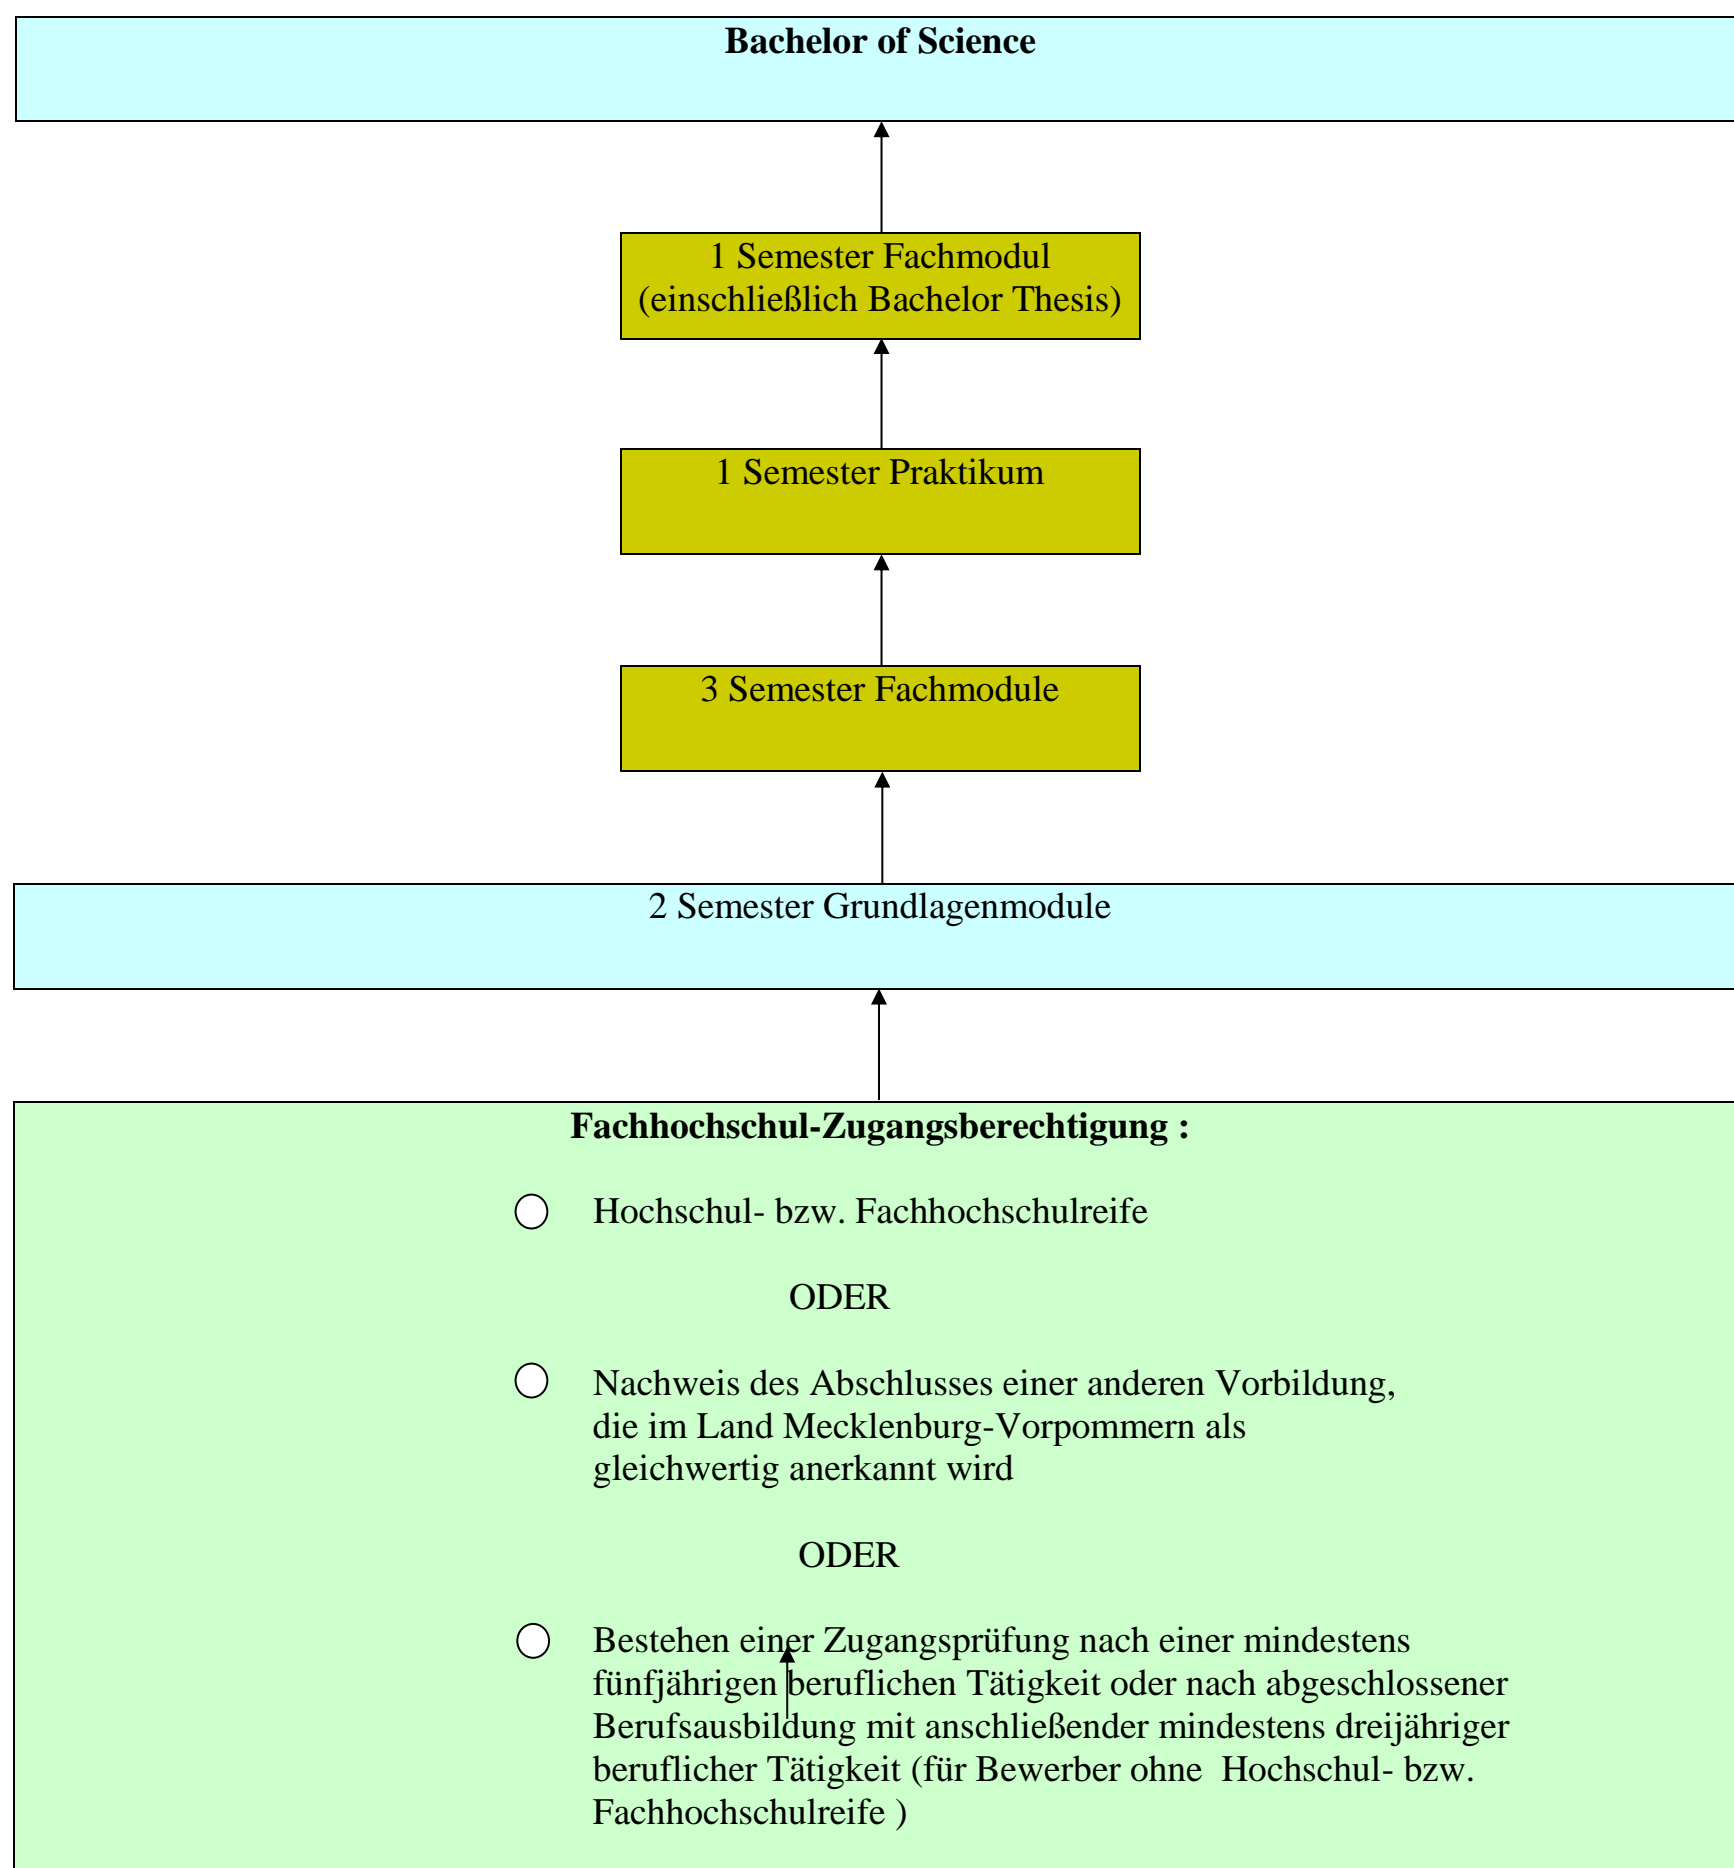 Bachelor of Science
1 Semester Fachmodul
(einschließlich Bachelor Thesis)
1 Semester Praktikum
3 Semester Fachmodule
2 Semester Grundlagenmodule
Fachhochschul-Zugangsberechtigung :
Hochschul- bzw. Fachhochschulreife
ODER
Nachweis des Abschlusses einer anderen Vorbildung,
die im Land Mecklenburg-Vorpommern als
gleichwertig anerkannt wird
ODER
Bestehen einer Zugangsprüfung nach einer mindestens
fünfjährigen beruflichen Tätigkeit oder nach abgeschlossener
Berufsausbildung mit anschließender mindestens dreijähriger
beruflicher Tätigkeit (für Bewerber ohne  Hochschul- bzw.
Fachhochschulreife )